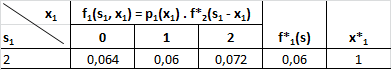 x₁ f₁(s₁, x₁) = p₁(x₁) . f*₂(s₁ - x₁)
s₁ 0 1 2 f*₁(s) x*₁
2 0,064 0,06 0,072 0,06 1